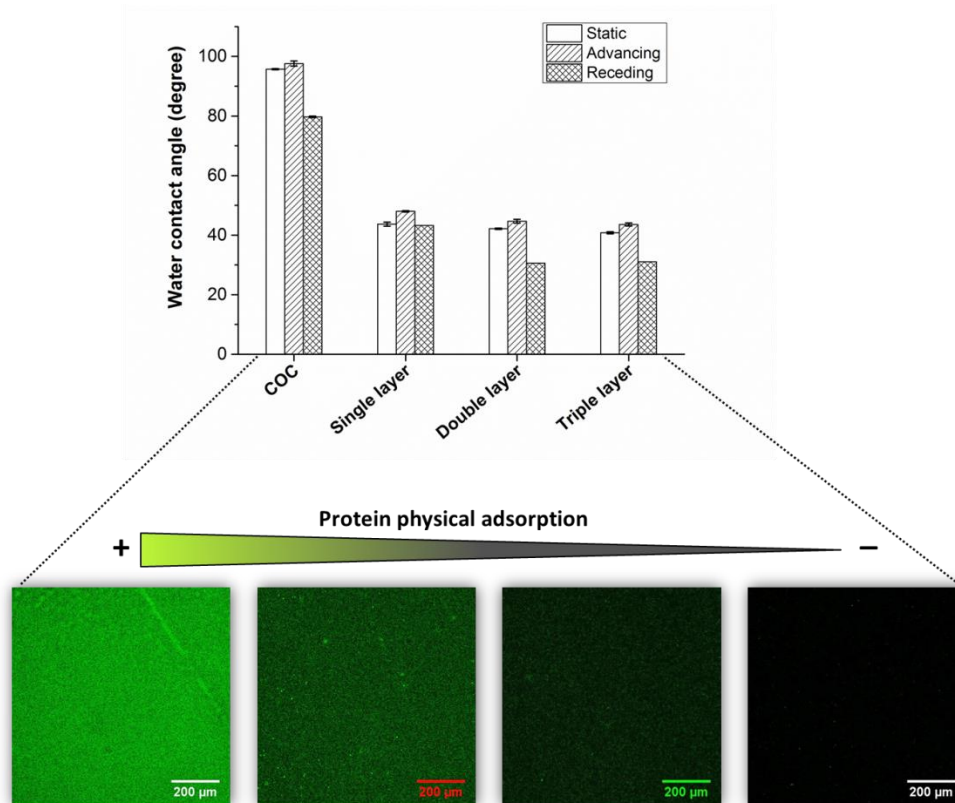 Static
Advancing
Receding
Water contact angle (degree)
100
80
60
40
20
0
COC
Single layer
Double layer
Triple layer
Protein physical adsorption
+
−
200 µm
200 µm
200 µm
200 µm